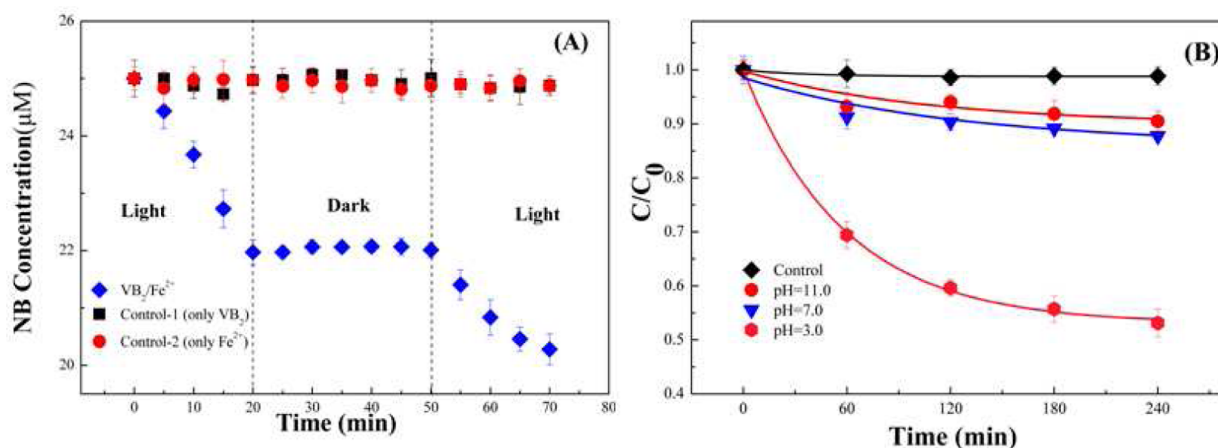 (A)
NB Concentration(μM)
26
24
22
20
Light
Dark
Light
VB₂/Fe²⁺
Control-1 (only VB₂)
Control-2 (only Fe²⁺)
0 10 20 30 40 50 60 70 80
Time (min)
(B)
C/C₀
1.0
0.9
0.8
0.7
0.6
0.5
0.4
Control
pH=11.0
pH=7.0
pH=3.0
0 60 120 180 240
Time (min)